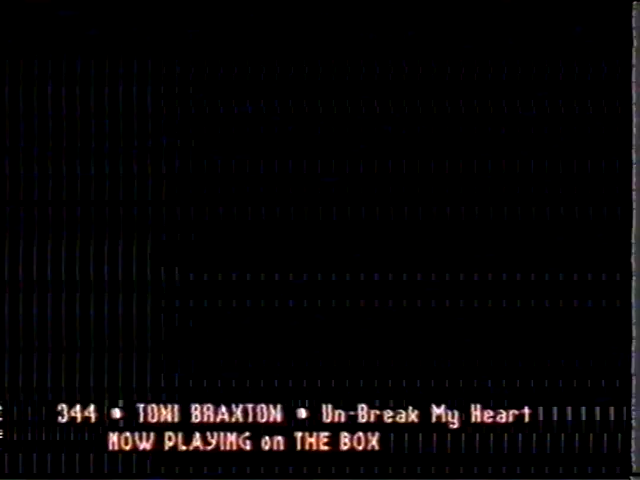 344 • TONI BRAXTON • Un-Break My Heart
NOW PLAYING on THE BOX